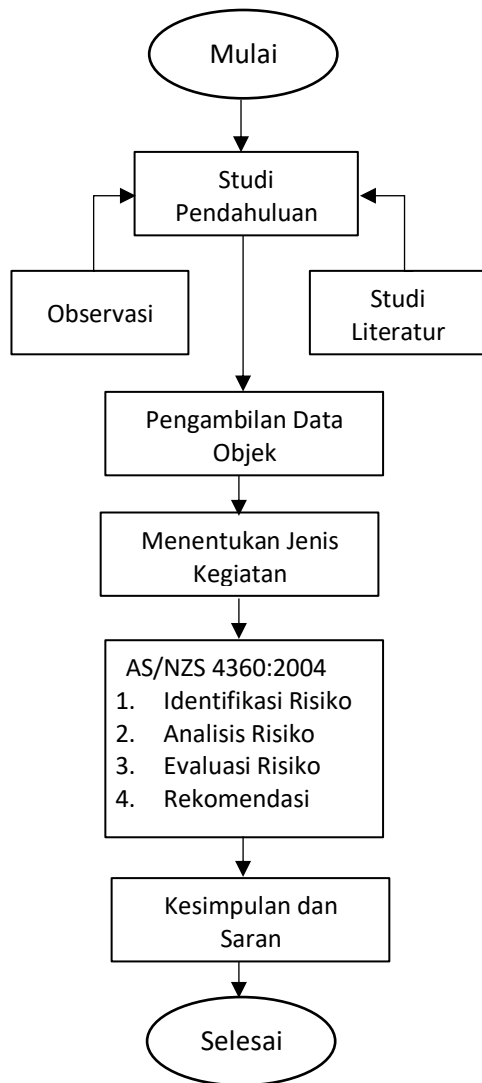 Mulai
Studi
Pendahuluan
Observasi
Studi
Literatur
Pengambilan Data
Objek
Menentukan Jenis
Kegiatan
AS/NZS 4360:2004
1. Identifikasi Risiko
2. Analisis Risiko
3. Evaluasi Risiko
4. Rekomendasi
Kesimpulan dan
Saran
Selesai